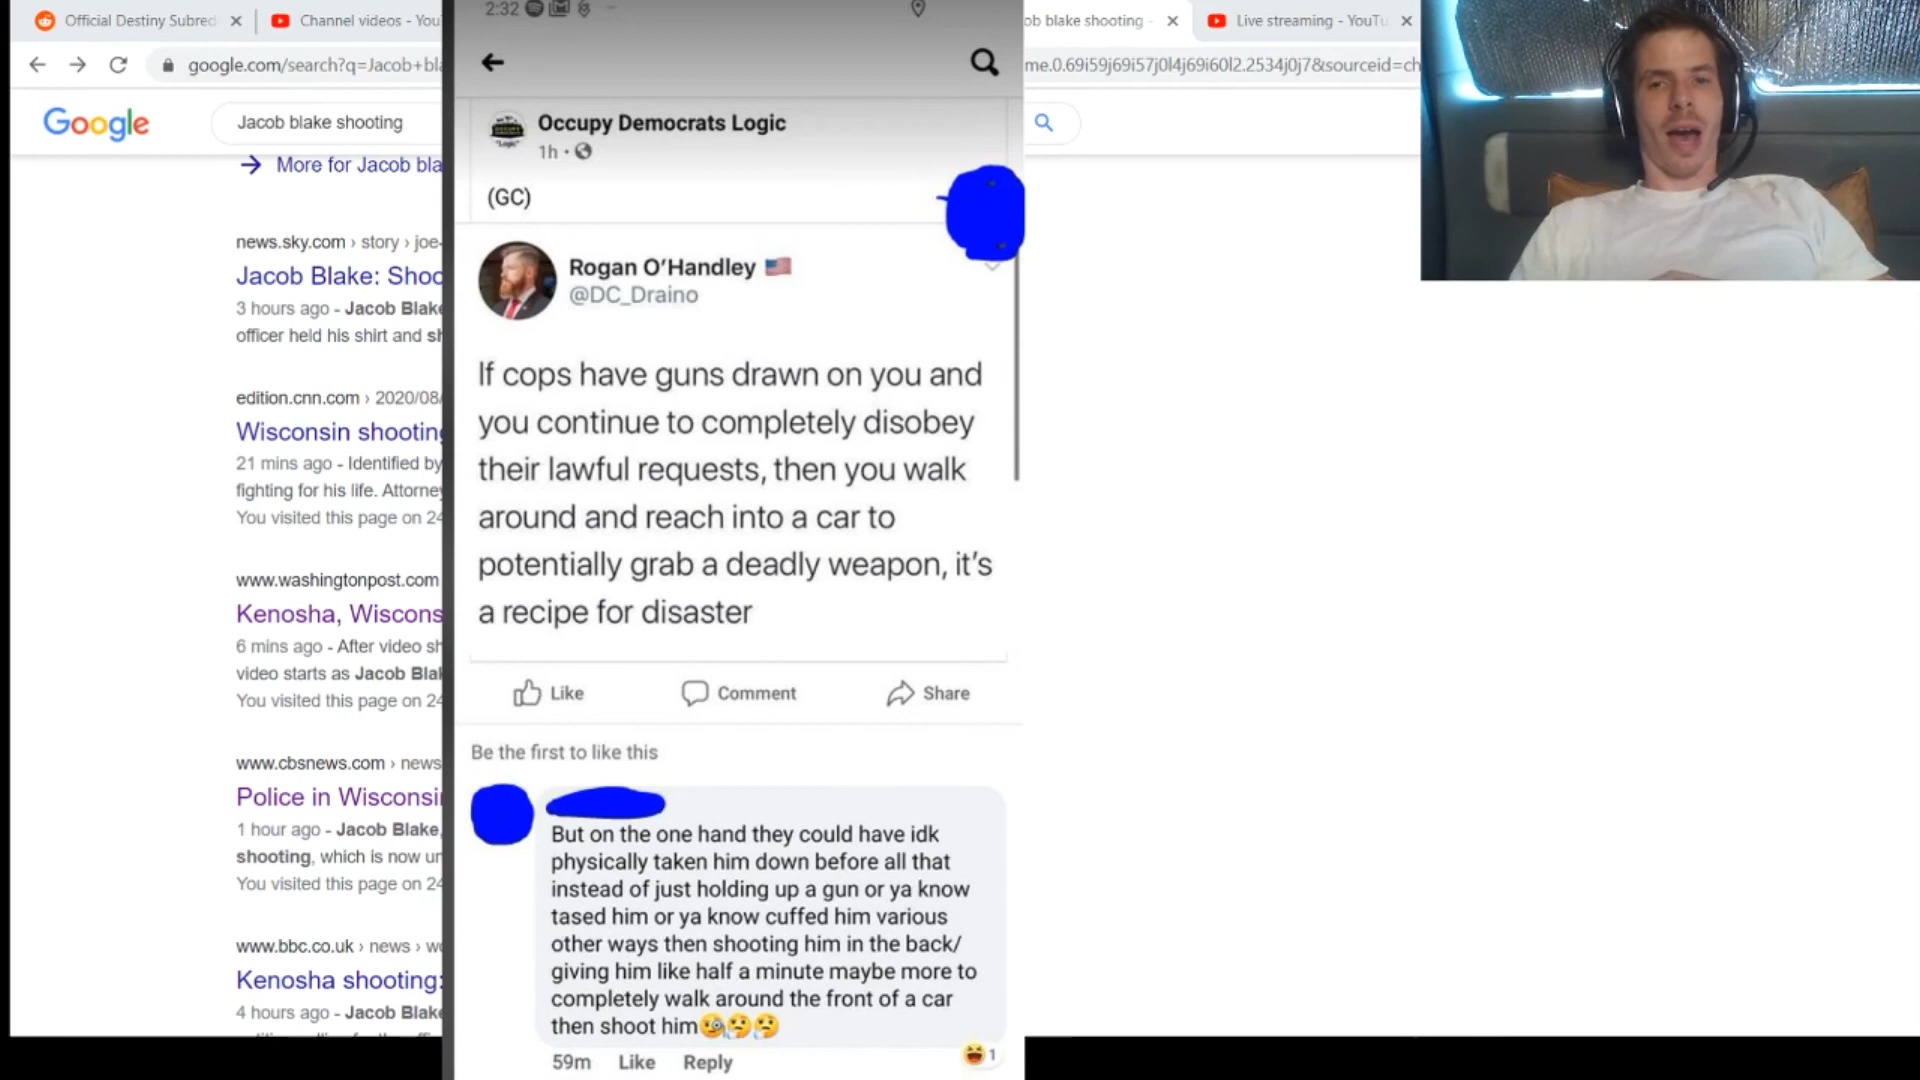 Official Destiny Subred
Channel videos - You
ob blake shooting -
Live streaming - YouTu
google.com/search?q=Jacob+bla
me.0.69i59j69i57j0l4j69i60l2.2534j0j7&sourceid=ch
Google
Jacob blake shooting
More for Jacob bla
news.sky.com › story › joe-
Jacob Blake: Shoo
3 hours ago - Jacob Blake
officer held his shirt and sh
edition.cnn.com › 2020/08/
Wisconsin shooting
21 mins ago - Identified by
fighting for his life. Attorney
You visited this page on 24
www.washingtonpost.com
Kenosha, Wiscons
6 mins ago - After video sh
video starts as Jacob Blak
You visited this page on 24
www.cbsnews.com › news
Police in Wisconsi
1 hour ago - Jacob Blake,
shooting, which is now un
You visited this page on 24
www.bbc.co.uk › news › wo
Kenosha shooting:
4 hours ago - Jacob Blake
2:32
Occupy Democrats Logic
1h ·
(GC)
Rogan O'Handley 🇺🇸
@DC_Draino
If cops have guns drawn on you and
you continue to completely disobey
their lawful requests, then you walk
around and reach into a car to
potentially grab a deadly weapon, it's
a recipe for disaster
Like
Comment
Share
Be the first to like this
But on the one hand they could have idk
physically taken him down before all that
instead of just holding up a gun or ya know
tased him or ya know cuffed him various
other ways then shooting him in the back/
giving him like half a minute maybe more to
completely walk around the front of a car
then shoot him🧐🤔🤔
59m Like Reply
1